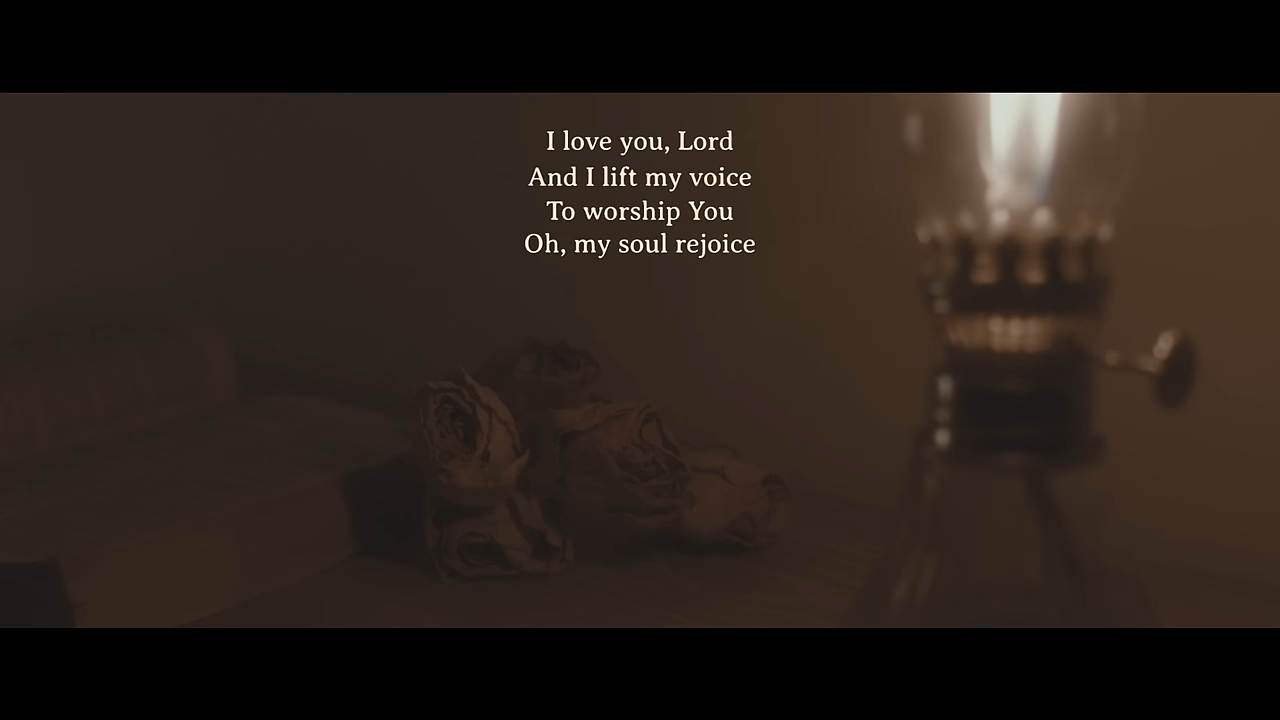 I love you, Lord
And I lift my voice
To worship You
Oh, my soul rejoice